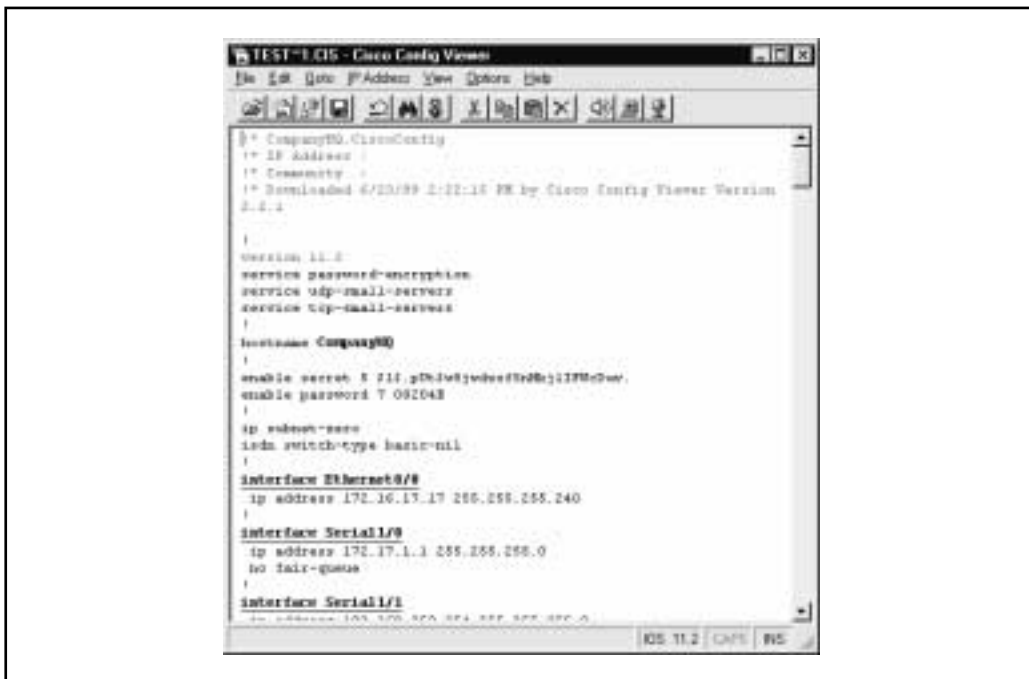 TEST~1.CIS - Cisco Config Viewer
File Edit Goto IP Address View Options Help
!* CompanyHQ.CiscoConfig
!* IP Address :
!* Community :
!* Downloaded 6/20/99 2:22:15 PM by Cisco Config Viewer Version
!
version 11.2
service password-encryption
service udp-small-servers
service tcp-small-servers
!
hostname CompanyHQ
!
enable secret 5
enable password 7
!
ip subnet-zero
isdn switch-type basic-ni1
!
interface Ethernet0/0
ip address 172.16.17.17 255.255.255.240
!
interface Serial1/0
ip address 172.17.1.1 255.255.255.0
no fair-queue
!
interface Serial1/1
ip address
IOS 11.2 CAPS INS